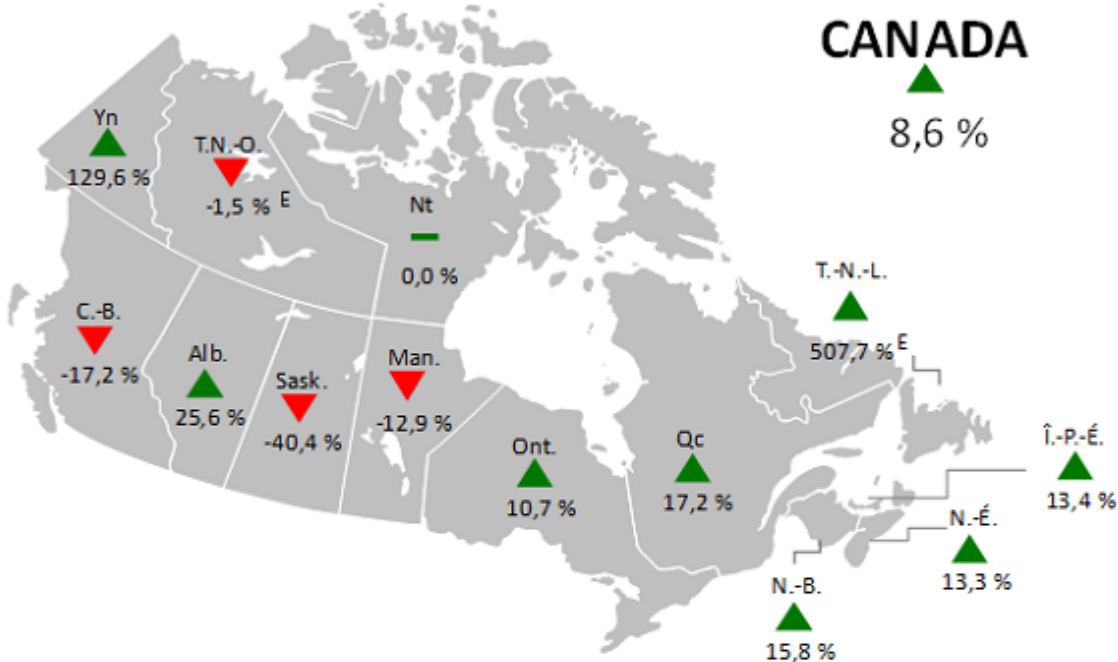 CANADA
8,6 %
Yn
129,6 %
T.N.-O.
-1,5 % E
Nt
0,0 %
T.-N.-L.
507,7 % E
C.-B.
-17,2 %
Alb.
25,6 %
Sask.
-40,4 %
Man.
-12,9 %
Ont.
10,7 %
Qc
17,2 %
Î.-P.-É.
13,4 %
N.-É.
13,3 %
N.-B.
15,8 %